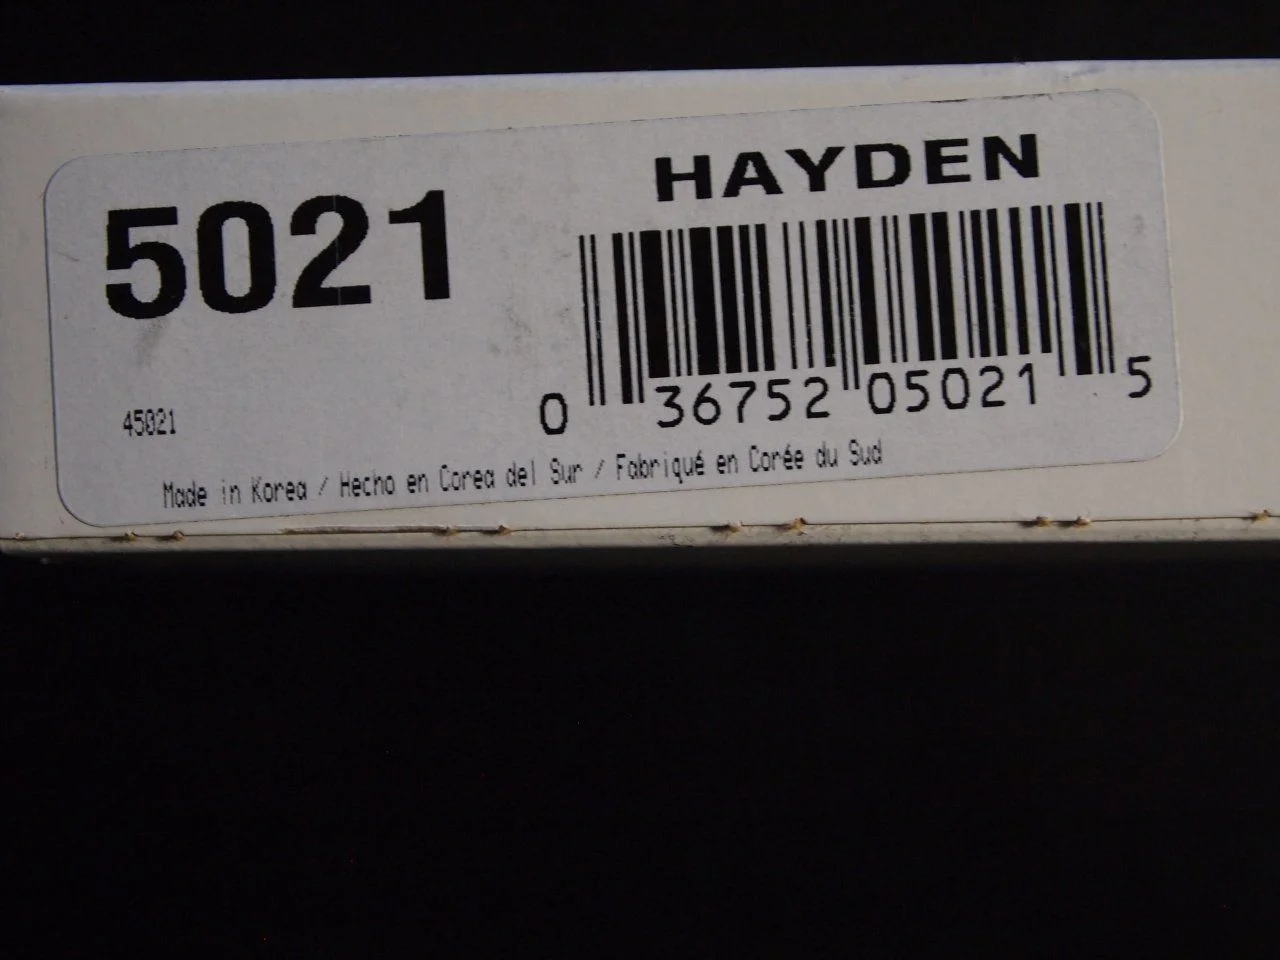 HAYDEN
5021
0 36752 05021 5
45021
Made in Korea / Hecho en Corea del Sur / Fabriqué en Corée du Sud